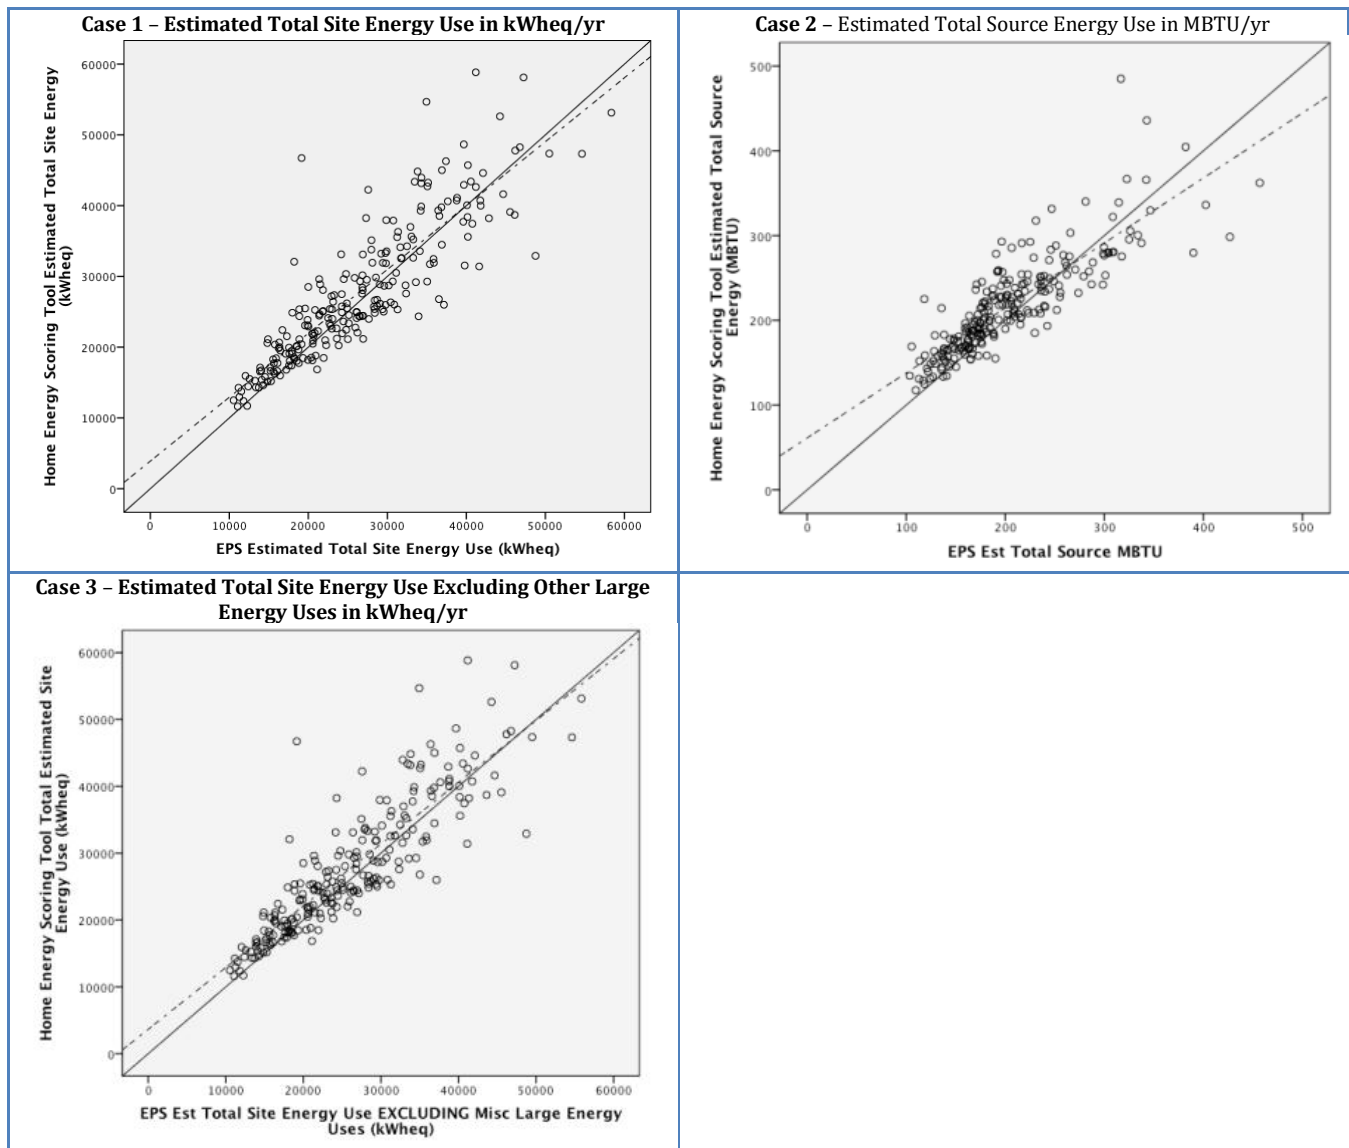 Case 1 – Estimated Total Site Energy Use in kWheq/yr
Home Energy Scoring Tool Estimated Total Site Energy
(kWheq)
60000
50000
40000
30000
20000
10000
0
0 10000 20000 30000 40000 50000 60000
EPS Estimated Total Site Energy Use (kWheq)
Case 2 – Estimated Total Source Energy Use in MBTU/yr
Home Energy Scoring Tool Estimated Total Source
Energy (MBTU)
500
400
300
200
100
0
0 100 200 300 400 500
EPS Est Total Source MBTU
Case 3 – Estimated Total Site Energy Use Excluding Other Large
Energy Uses in kWheq/yr
Home Energy Scoring Tool Total Estimated Site
Energy Use (kWheq)
60000
50000
40000
30000
20000
10000
0
0 10000 20000 30000 40000 50000 60000
EPS Est Total Site Energy Use EXCLUDING Misc Large Energy
Uses (kWheq)